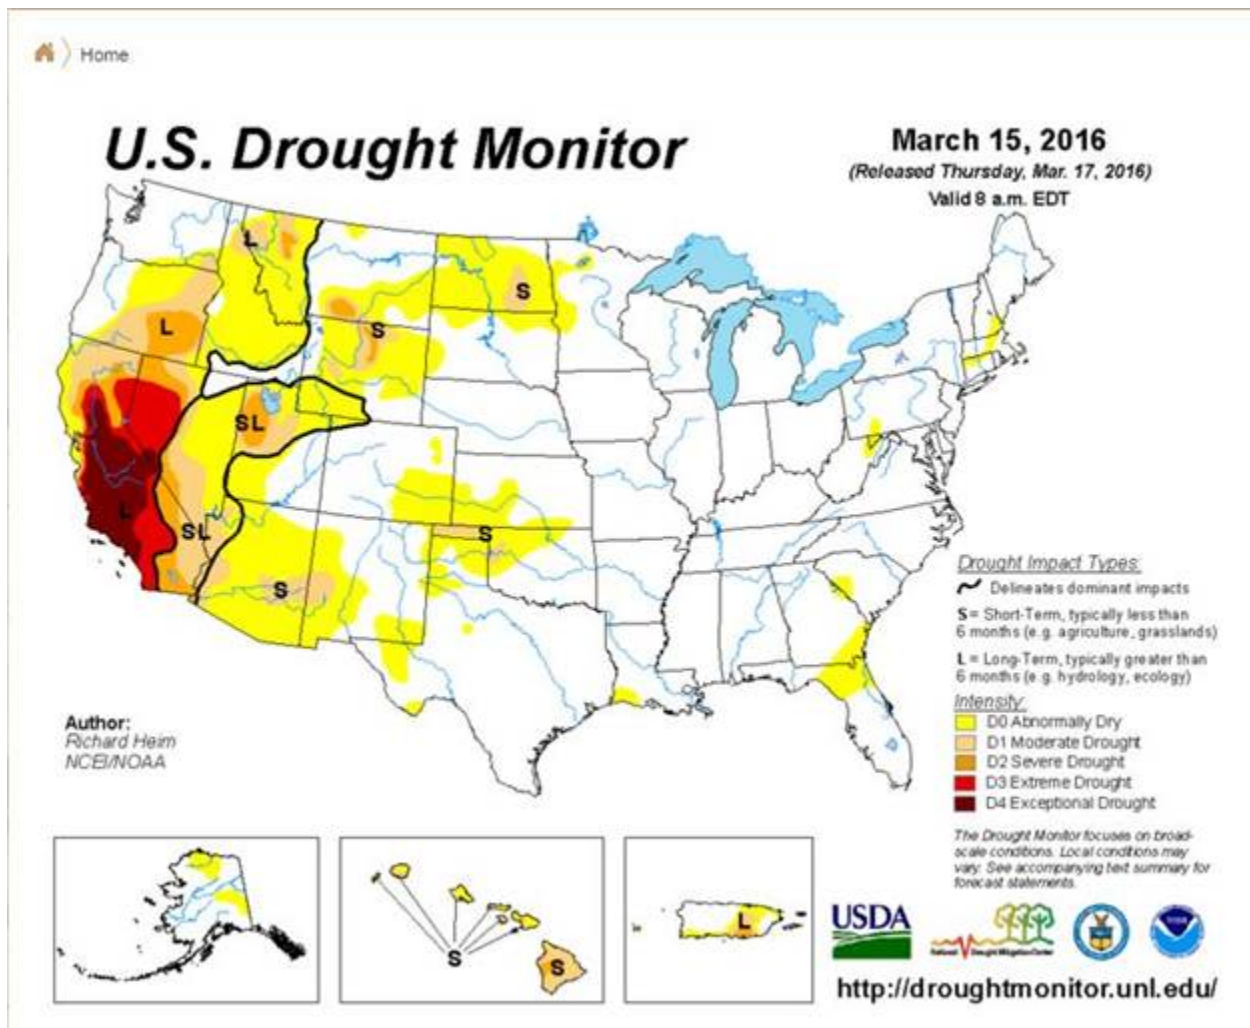 Home
U.S. Drought Monitor
March 15, 2016
(Released Thursday, Mar. 17, 2016)
Valid 8 a.m. EDT
L
S
L
S
S L
L
S L
S
S
Drought Impact Types:
Delineates dominant impacts
S = Short-Term, typically less than
6 months (e.g. agriculture, grasslands)
L = Long-Term, typically greater than
6 months (e.g. hydrology, ecology)
Intensity:
D0 Abnormally Dry
D1 Moderate Drought
D2 Severe Drought
D3 Extreme Drought
D4 Exceptional Drought
Author:
Richard Heim
NCEI/NOAA
The Drought Monitor focuses on broad-
scale conditions. Local conditions may
vary. See accompanying text summary for
forecast statements.
S
S
L
USDA
National Drought Mitigation Center
http://droughtmonitor.unl.edu/